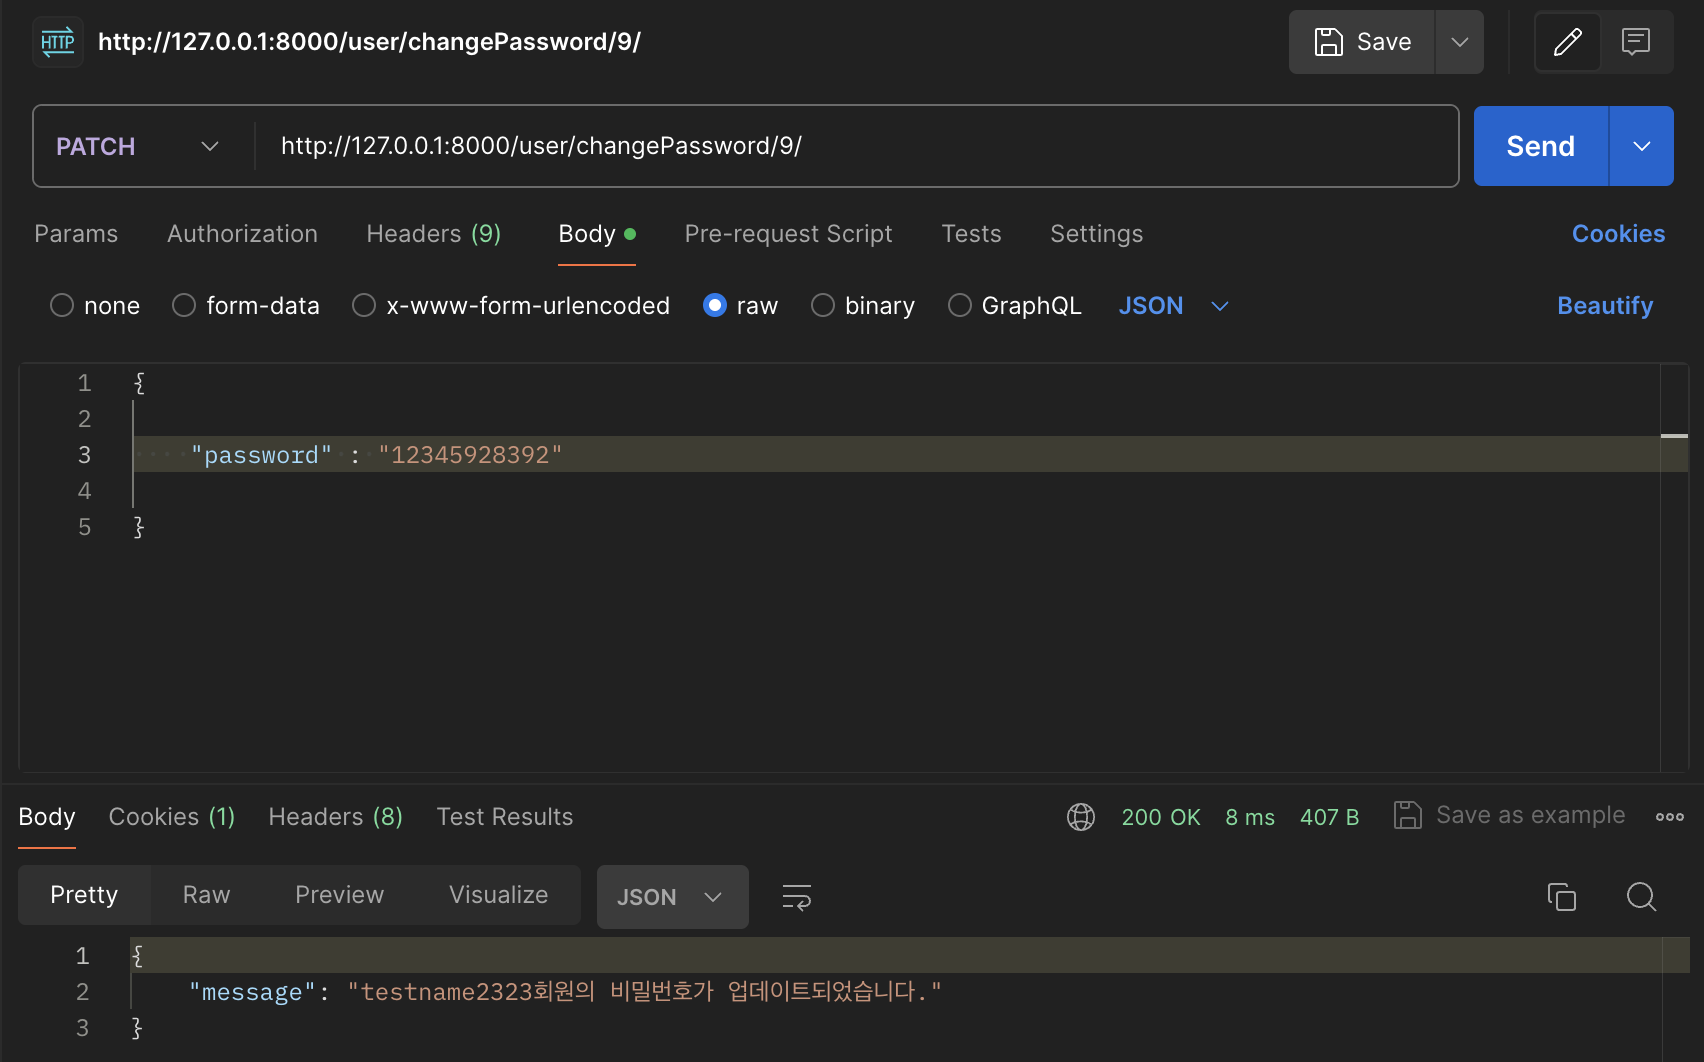 HTTP http://127.0.0.1:8000/user/changePassword/9/ Save
PATCH http://127.0.0.1:8000/user/changePassword/9/ Send
Params Authorization Headers (9) Body Pre-request Script Tests Settings Cookies
none form-data x-www-form-urlencoded raw binary GraphQL JSON Beautify
1 {
2
3 "password" : "12345928392"
4
5 }
Body Cookies (1) Headers (8) Test Results 200 OK 8 ms 407 B Save as example
Pretty Raw Preview Visualize JSON
1 {
2 "message": "testname2323회원의 비밀번호가 업데이트되었습니다."
3 }